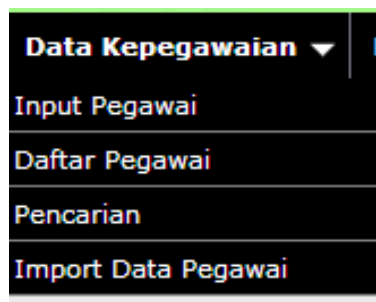 Data Kepegawaian
Input Pegawai
Daftar Pegawai
Pencarian
Import Data Pegawai